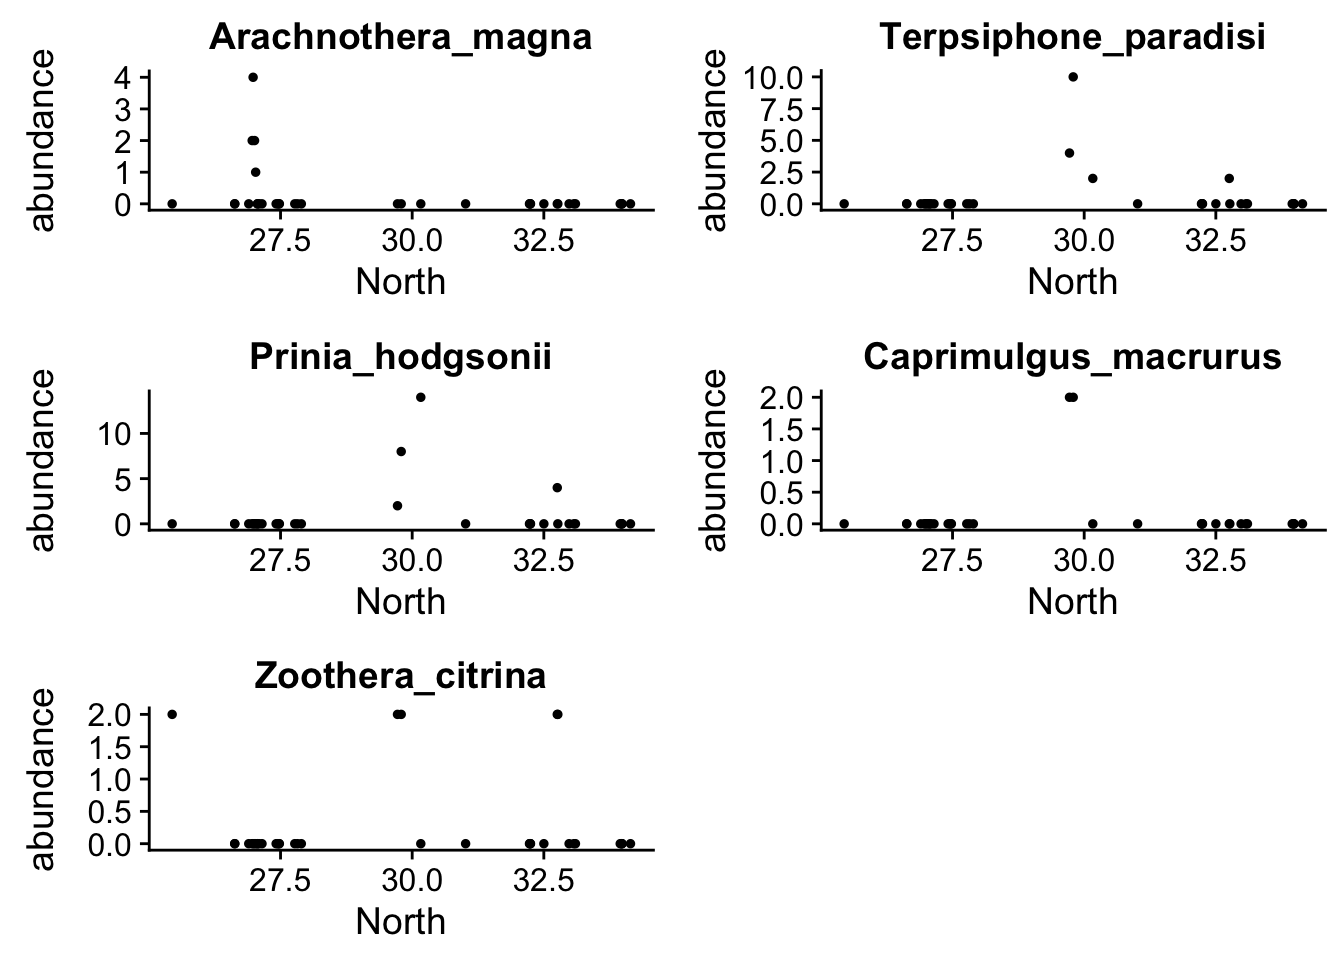 Arachnothera_magna
abundance
4
3
2
1
0
27.5 30.0 32.5
North
Terpsiphone_paradisi
abundance
10.0
7.5
5.0
2.5
0.0
27.5 30.0 32.5
North
Prinia_hodgsonii
abundance
10
5
0
27.5 30.0 32.5
North
Caprimulgus_macrurus
abundance
2.0
1.5
1.0
0.5
0.0
27.5 30.0 32.5
North
Zoothera_citrina
abundance
2.0
1.5
1.0
0.5
0.0
27.5 30.0 32.5
North